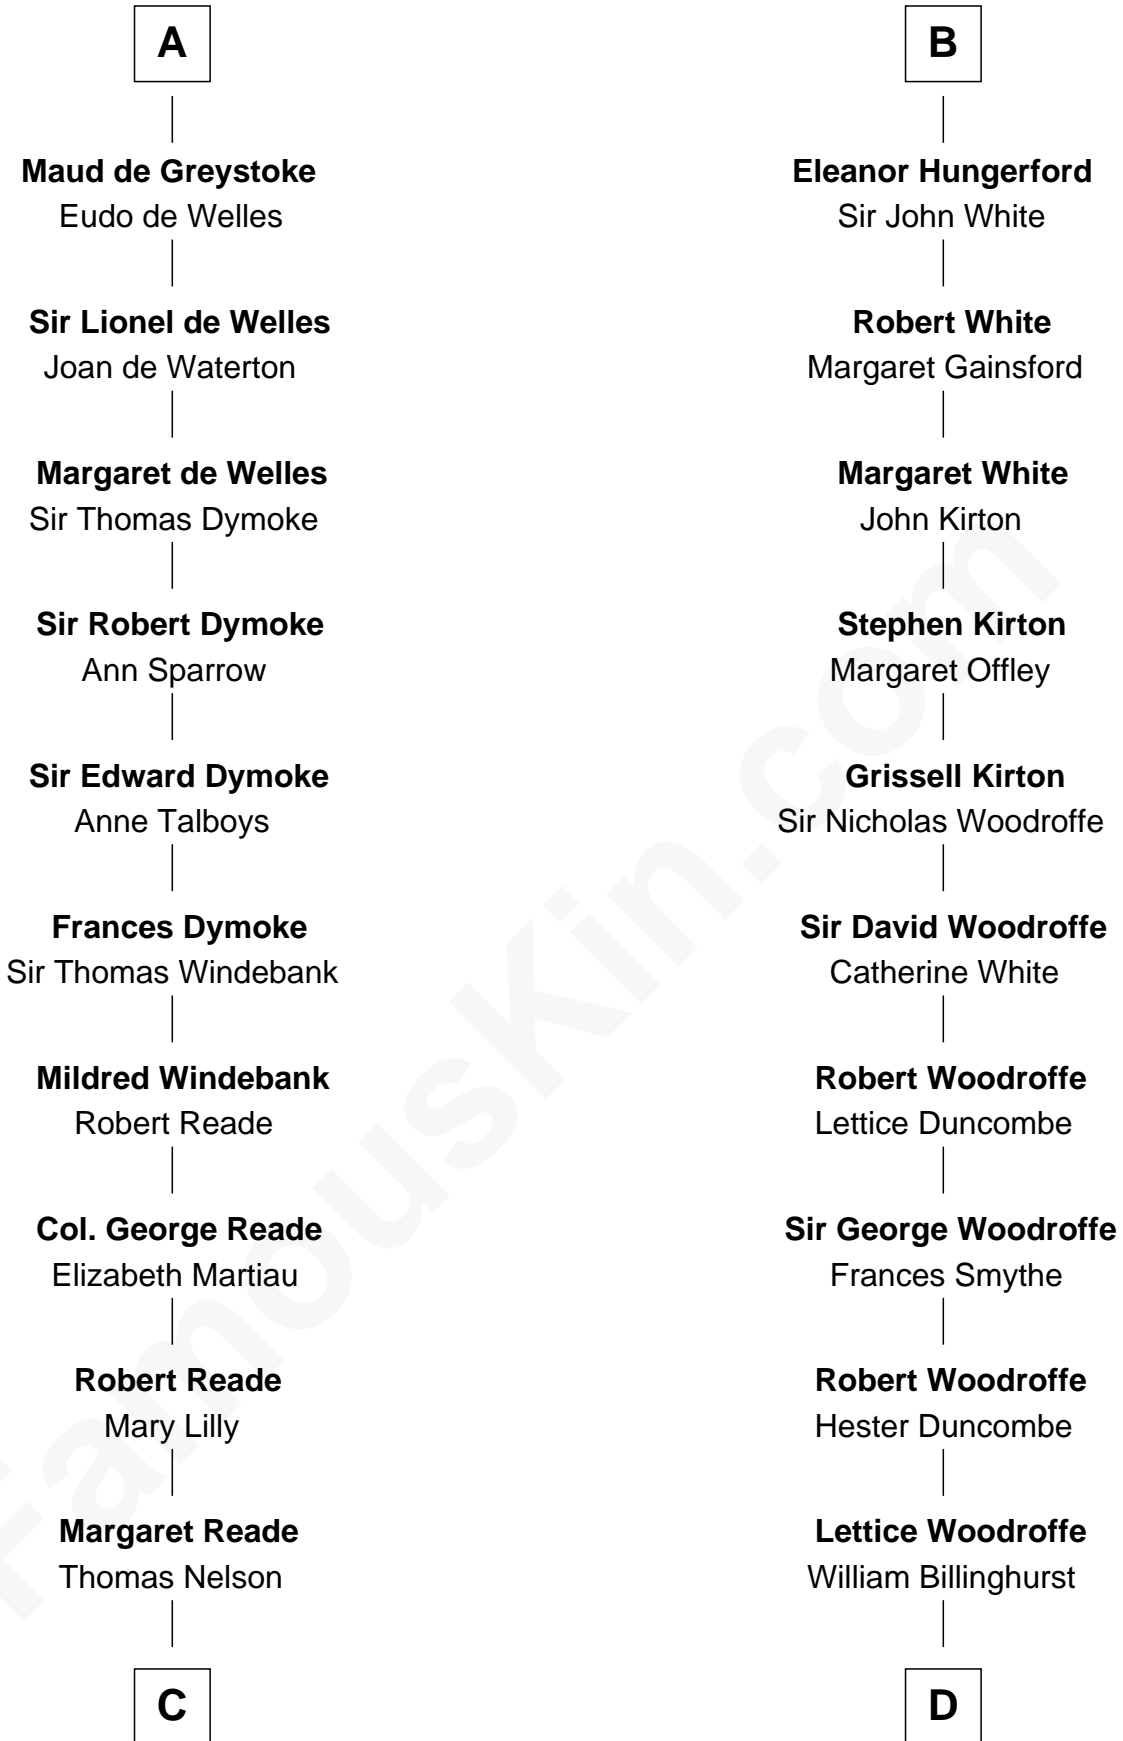 A
Maud de Greystoke
Eudo de Welles
Sir Lionel de Welles
Joan de Waterton
Margaret de Welles
Sir Thomas Dymoke
Sir Robert Dymoke
Ann Sparrow
Sir Edward Dymoke
Anne Talboys
Frances Dymoke
Sir Thomas Windebank
Mildred Windebank
Robert Reade
Col. George Reade
Elizabeth Martiau
Robert Reade
Mary Lilly
Margaret Reade
Thomas Nelson
C
B
Eleanor Hungerford
Sir John White
Robert White
Margaret Gainsford
Margaret White
John Kirton
Stephen Kirton
Margaret Offley
Grissell Kirton
Sir Nicholas Woodroffe
Sir David Woodroffe
Catherine White
Robert Woodroffe
Lettice Duncombe
Sir George Woodroffe
Frances Smythe
Robert Woodroffe
Hester Duncombe
Lettice Woodroffe
William Billinghurst
D
FamousKin.com